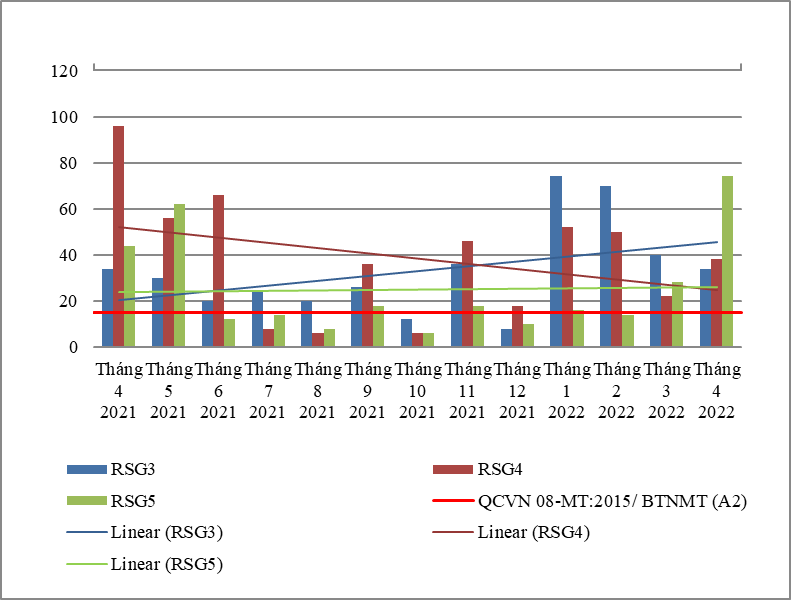 120
100
80
60
40
20
0
Tháng Tháng Tháng Tháng Tháng Tháng Tháng Tháng Tháng Tháng Tháng Tháng Tháng
4 5 6 7 8 9 10 11 12 1 2 3 4
2021 2021 2021 2021 2021 2021 2021 2021 2021 2022 2022 2022 2022
RSG3 RSG4
RSG5 QCVN 08-MT:2015/ BTNMT (A2)
Linear (RSG3) Linear (RSG4)
Linear (RSG5)